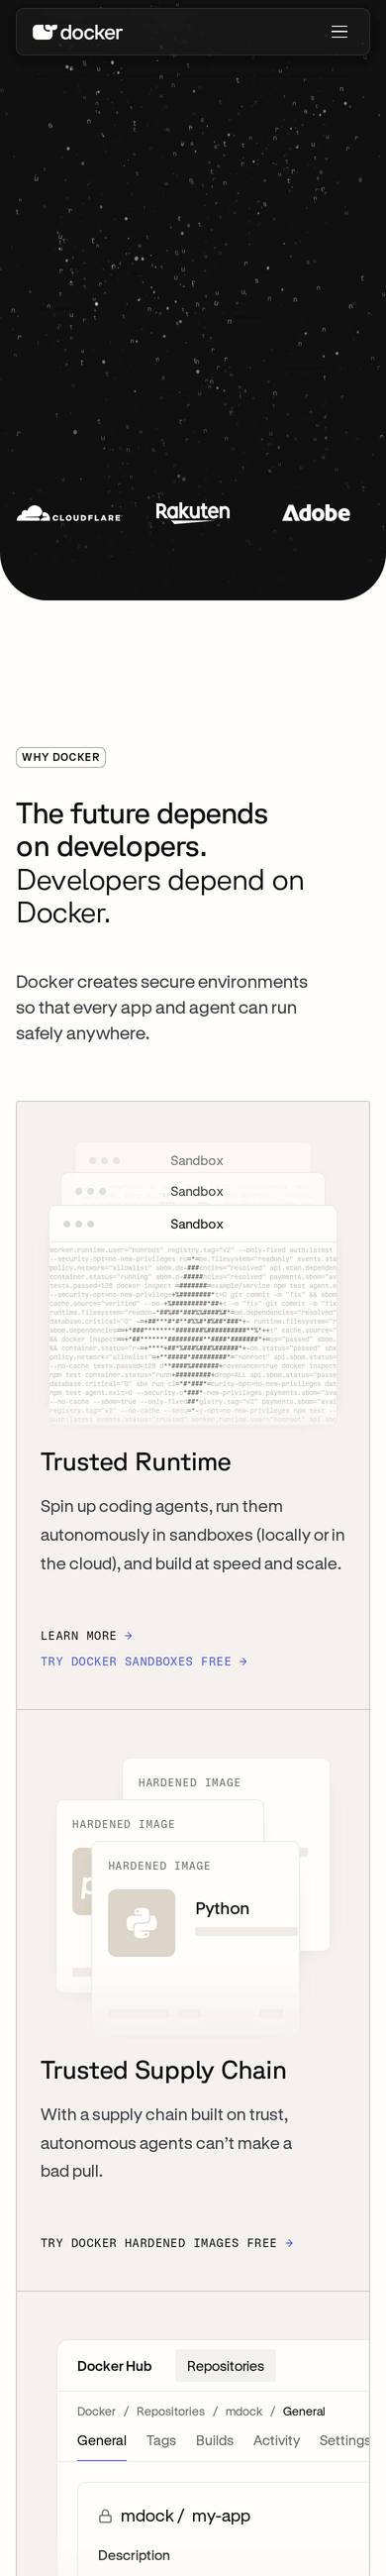 docker
CLOUDFLARE
Rakuten
Adobe
WHY DOCKER
The future depends
on developers.
Developers depend on
Docker.
Docker creates secure environments
so that every app and agent can run
safely anywhere.
Sandbox
Sandbox
Sandbox
Trusted Runtime
Spin up coding agents, run them
autonomously in sandboxes (locally or in
the cloud), and build at speed and scale.
LEARN MORE →
TRY DOCKER SANDBOXES FREE →
HARDENED IMAGE
HARDENED IMAGE
HARDENED IMAGE
Python
Trusted Supply Chain
With a supply chain built on trust,
autonomous agents can’t make a
bad pull.
TRY DOCKER HARDENED IMAGES FREE →
Docker Hub Repositories
Docker / Repositories / mdock / General
General Tags Builds Activity Settings
mdock / my-app
Description